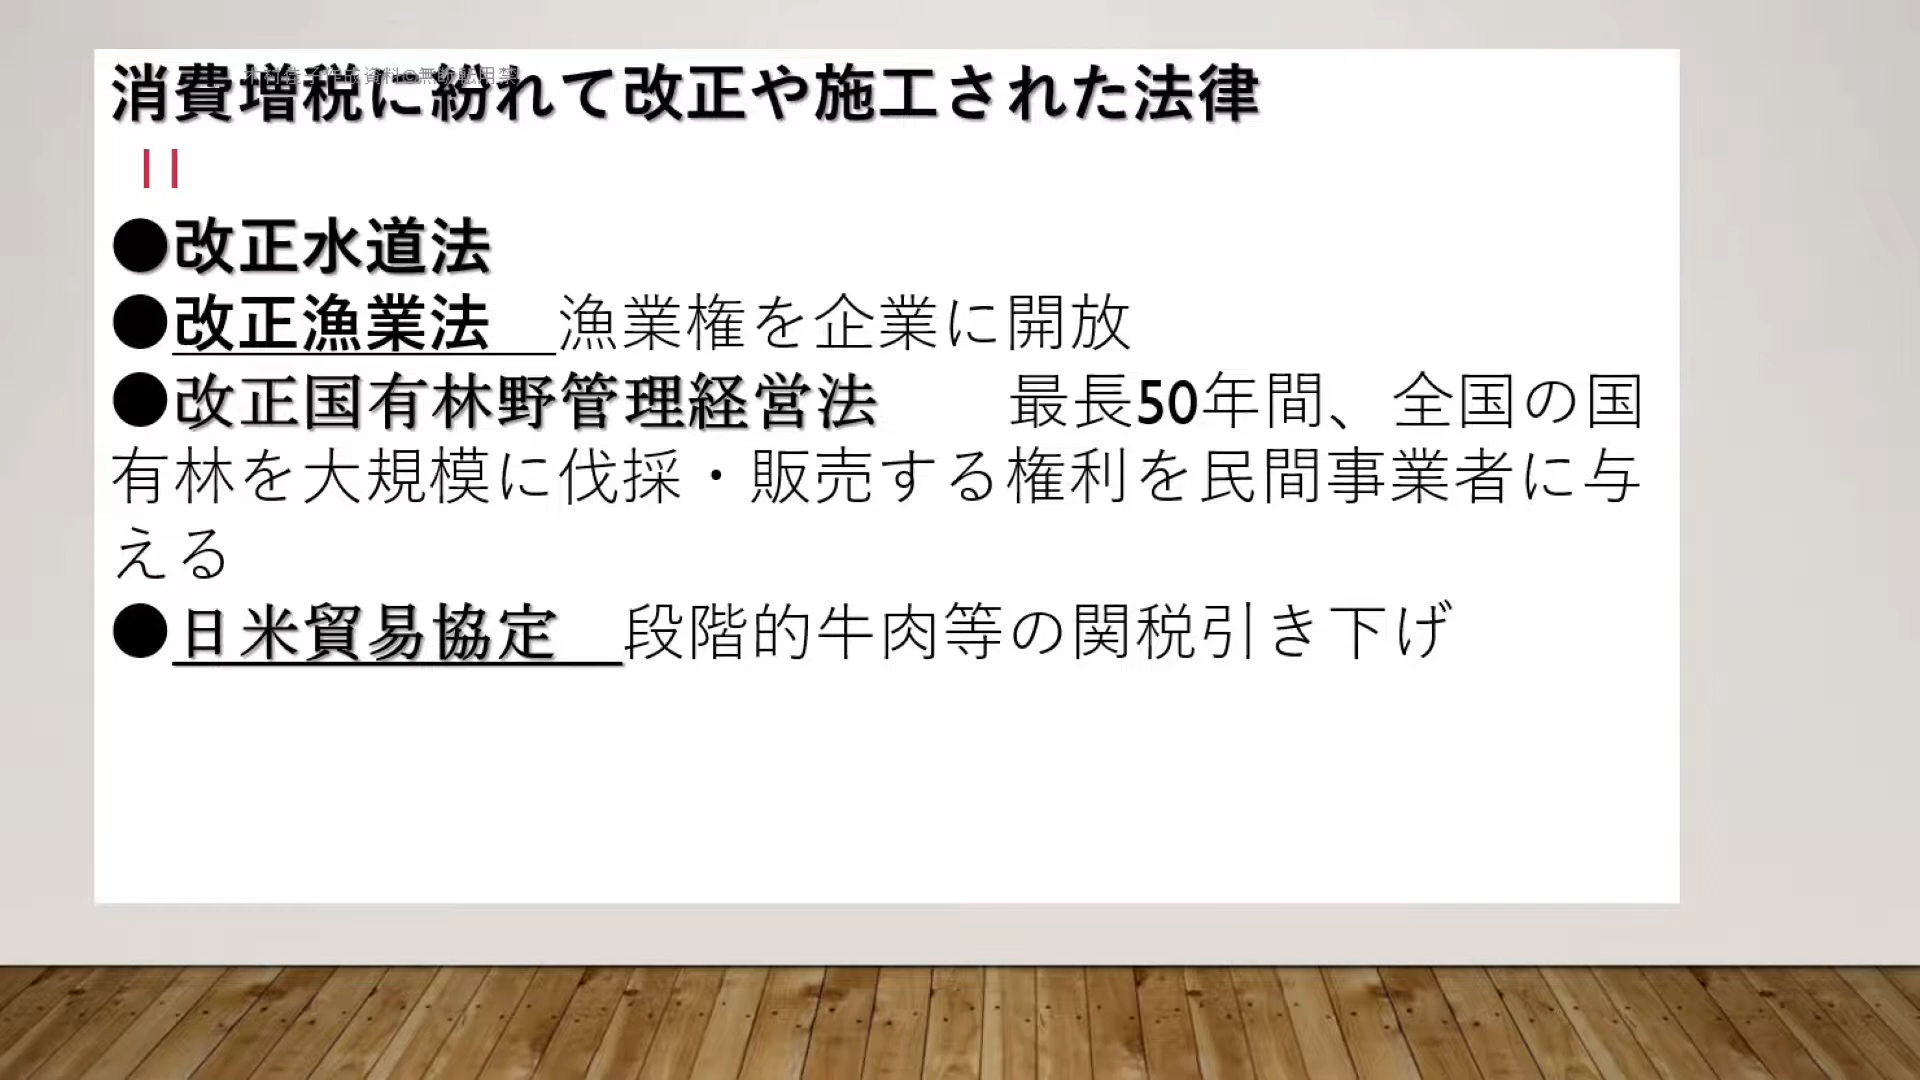 消費増税に紛れて改正や施工された法律
||
●改正水道法
●改正漁業法　漁業権を企業に開放
●改正国有林野管理経営法　　最長50年間、全国の国
有林を大規模に伐採・販売する権利を民間事業者に与
える
●日米貿易協定　段階的牛肉等の関税引き下げ